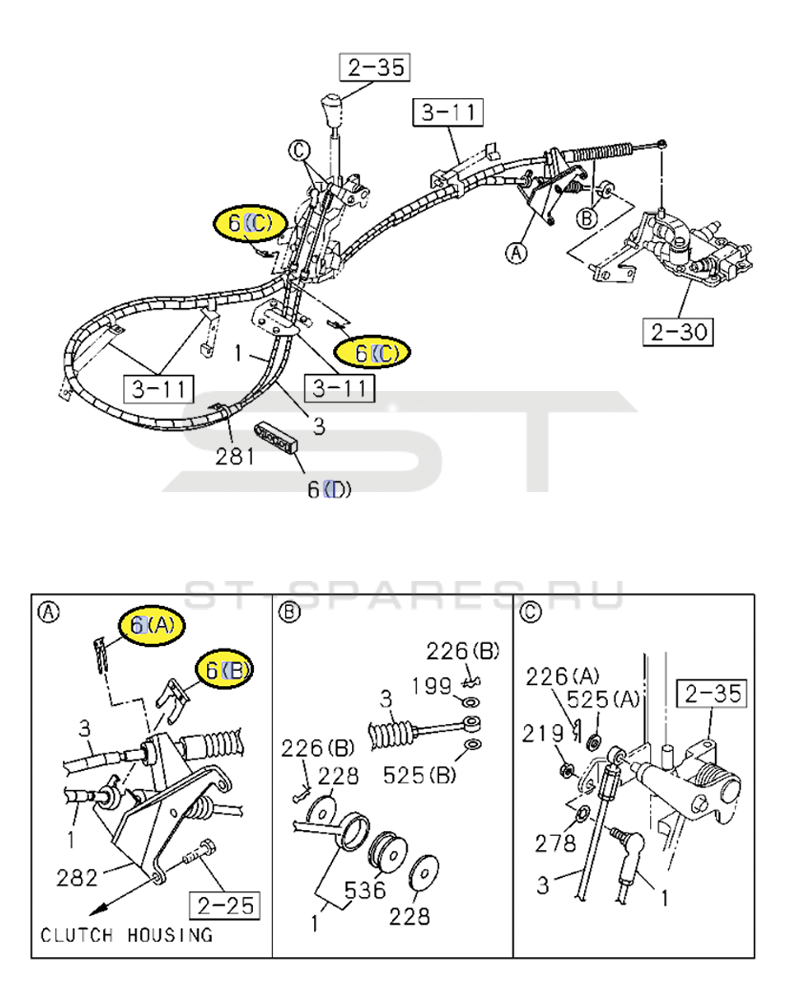 2-35
3-11
C
6(C)
B
A
2-30
6(C)
1
3-11
3-11
3
281
6(D)
ST
ST-SPARES.RU
A
6(A)
6(B)
3
1
282
2-25
CLUTCH HOUSING
B
226(B)
199
3
226(B)
525(B)
228
536
1
228
C
226(A)
525(A)
2-35
219
278
3
1